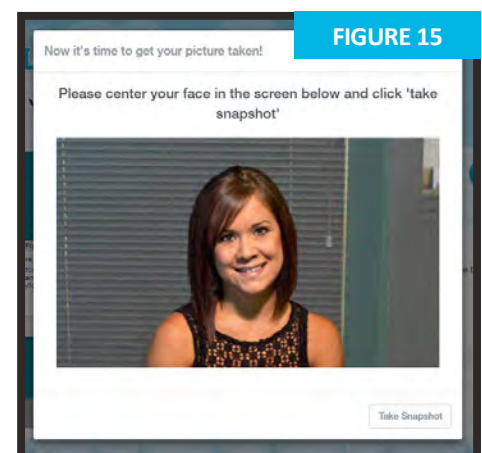 FIGURE 15
Now it's time to get your picture taken!
Please center your face in the screen below and click 'take
snapshot'
Take Snapshot